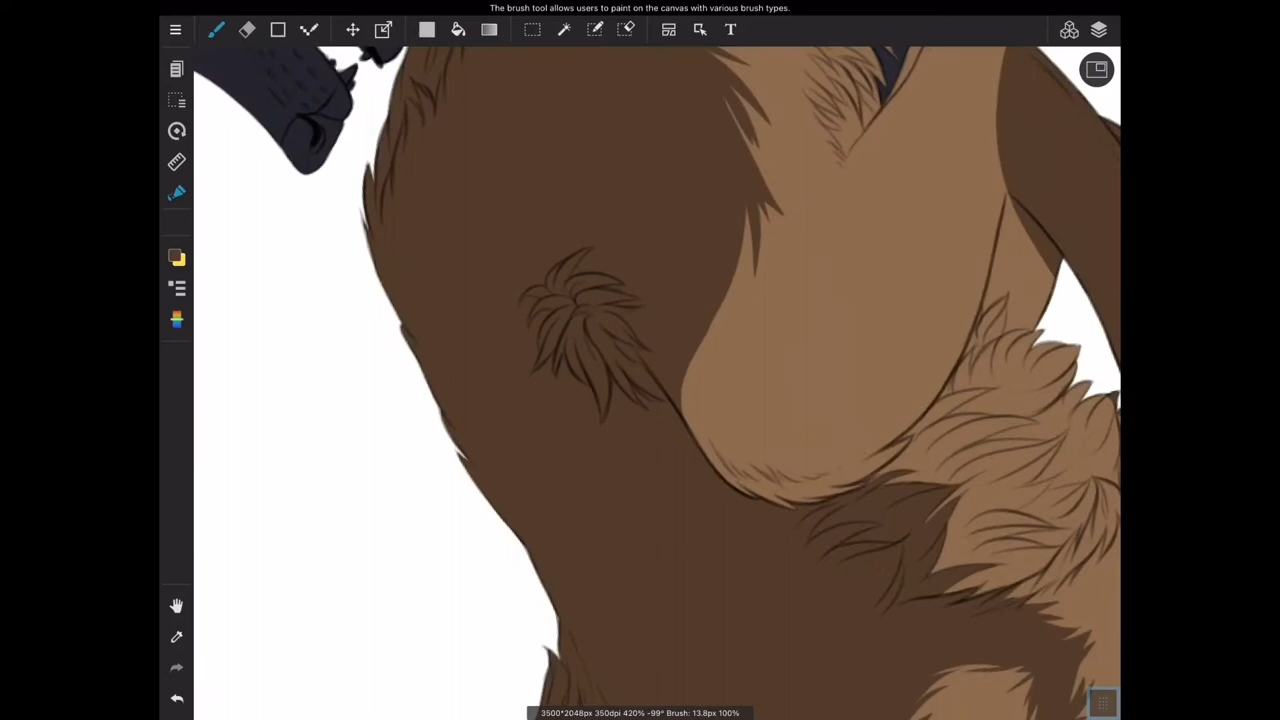 The brush tool allows users to paint on the canvas with various brush types.
T
3500*2048px 350dpi 420% -99° Brush: 13.8px 100%